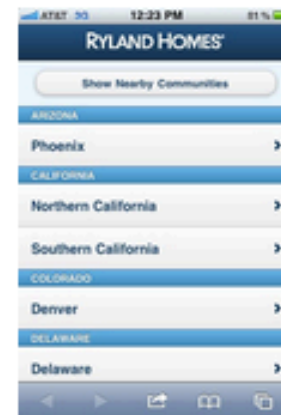 AT&T 3G 12:23 PM 81%
RYLAND HOMES
Show Nearby Communities
ARIZONA
Phoenix
CALIFORNIA
Northern California
Southern California
COLORADO
Denver
DELAWARE
Delaware